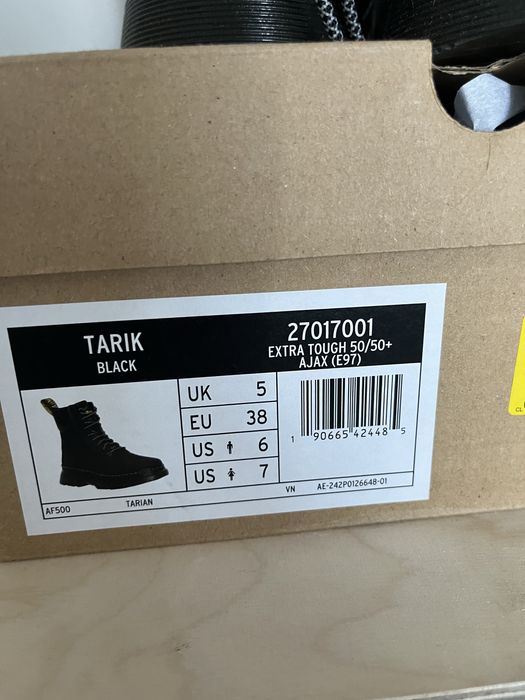 TARIK
BLACK
27017001
EXTRA TOUGH 50/50+
AJAX (E97)
UK 5
EU 38
US 6
US 7
1 90665 42448 5
AF500
TARIAN
VN
AE-242P0126648-01
CL